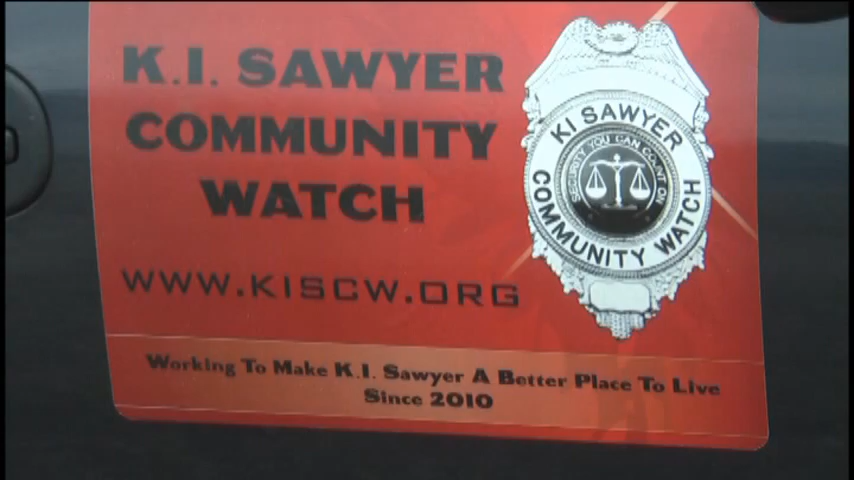 K.I. SAWYER
COMMUNITY
WATCH
WWW.KISCW.ORG
KI SAWYER
SECURITY YOU CAN COUNT ON
COMMUNITY WATCH
Working To Make K.I. Sawyer A Better Place To Live
Since 2010